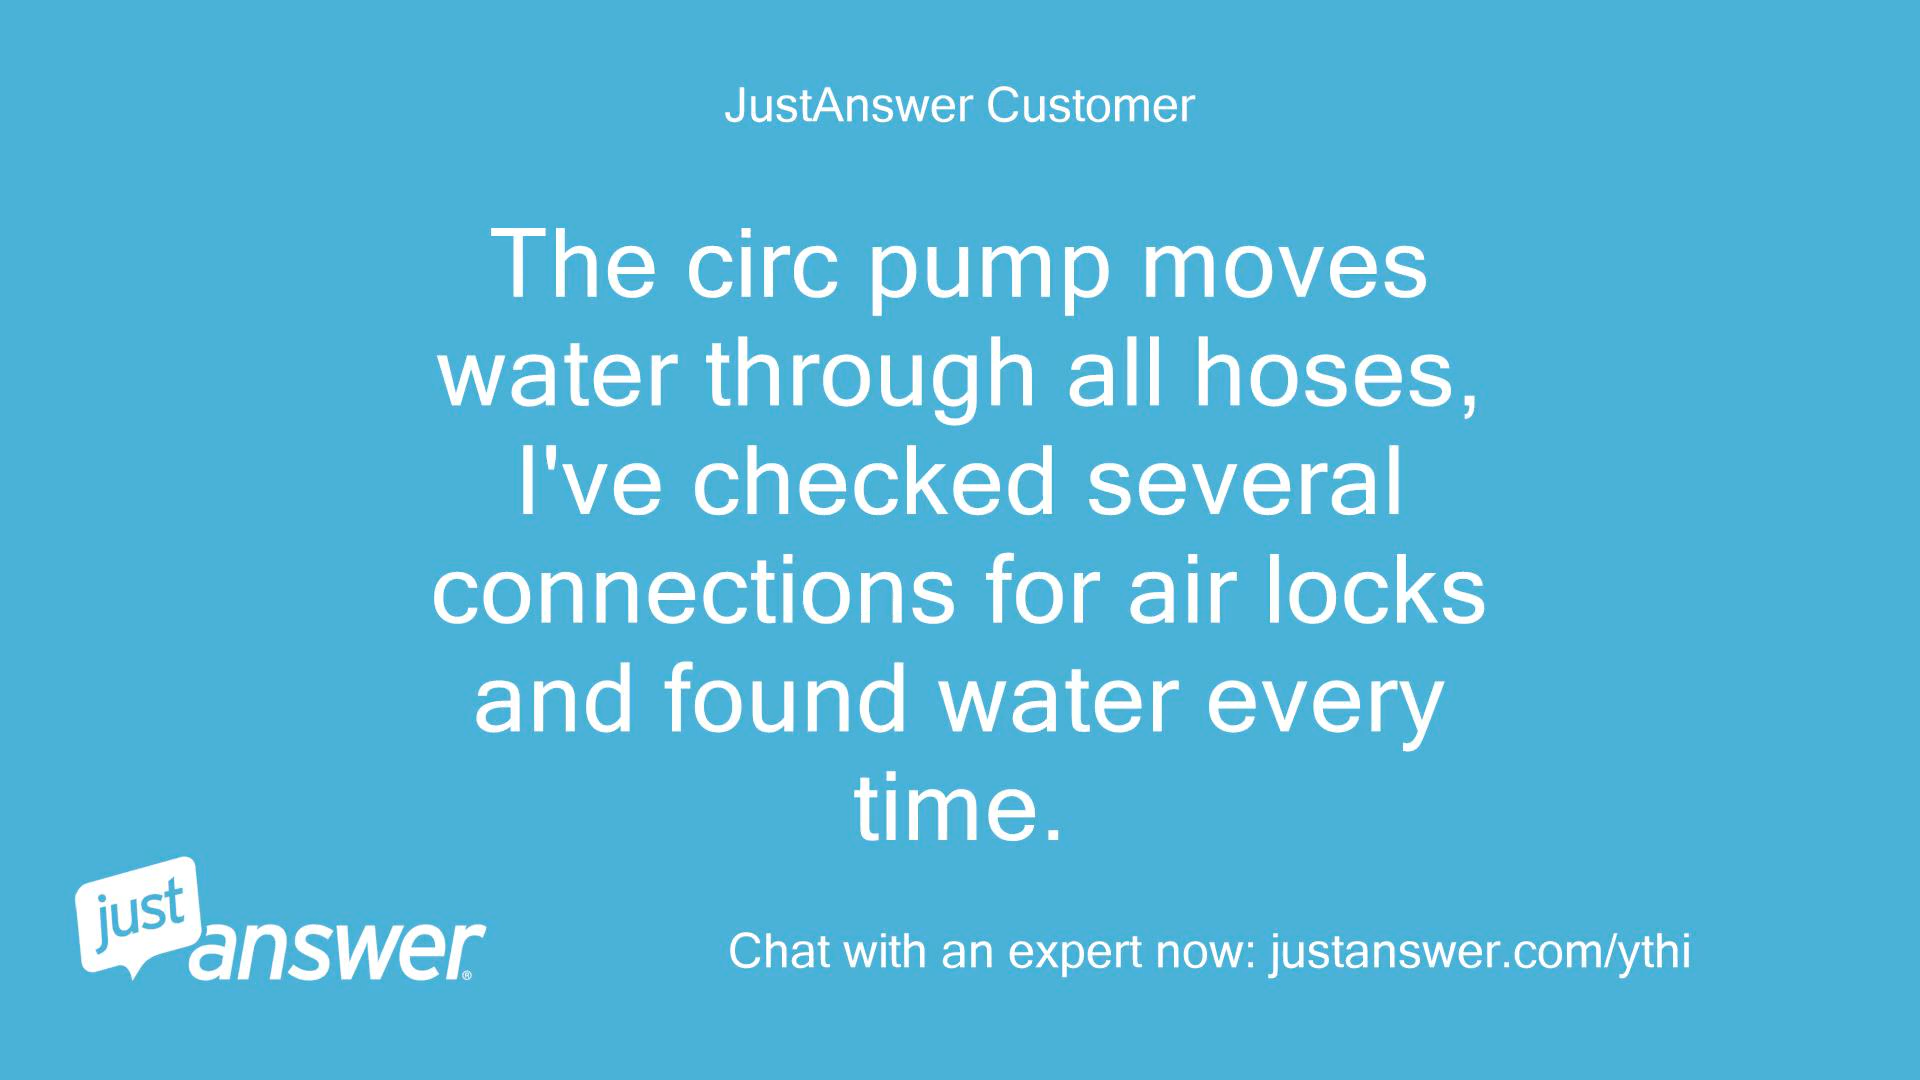 JustAnswer Customer
The circ pump moves
water through all hoses,
I've checked several
connections for air locks
and found water every
time.
just
answer®
Chat with an expert now: justanswer.com/ythi